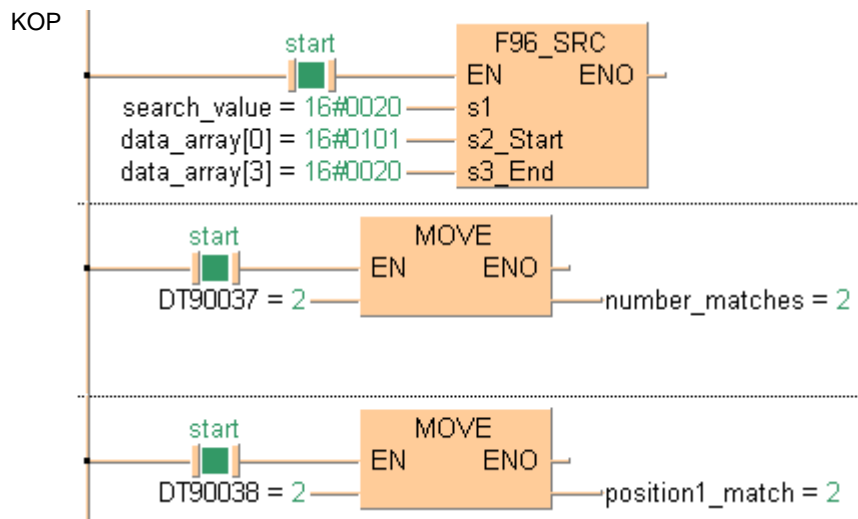 KOP
start
F96_SRC
EN ENO
search_value = 16#0020 s1
data_array[0] = 16#0101 s2_Start
data_array[3] = 16#0020 s3_End
start
MOVE
EN ENO
DT90037 = 2 number_matches = 2
start
MOVE
EN ENO
DT90038 = 2 position1_match = 2